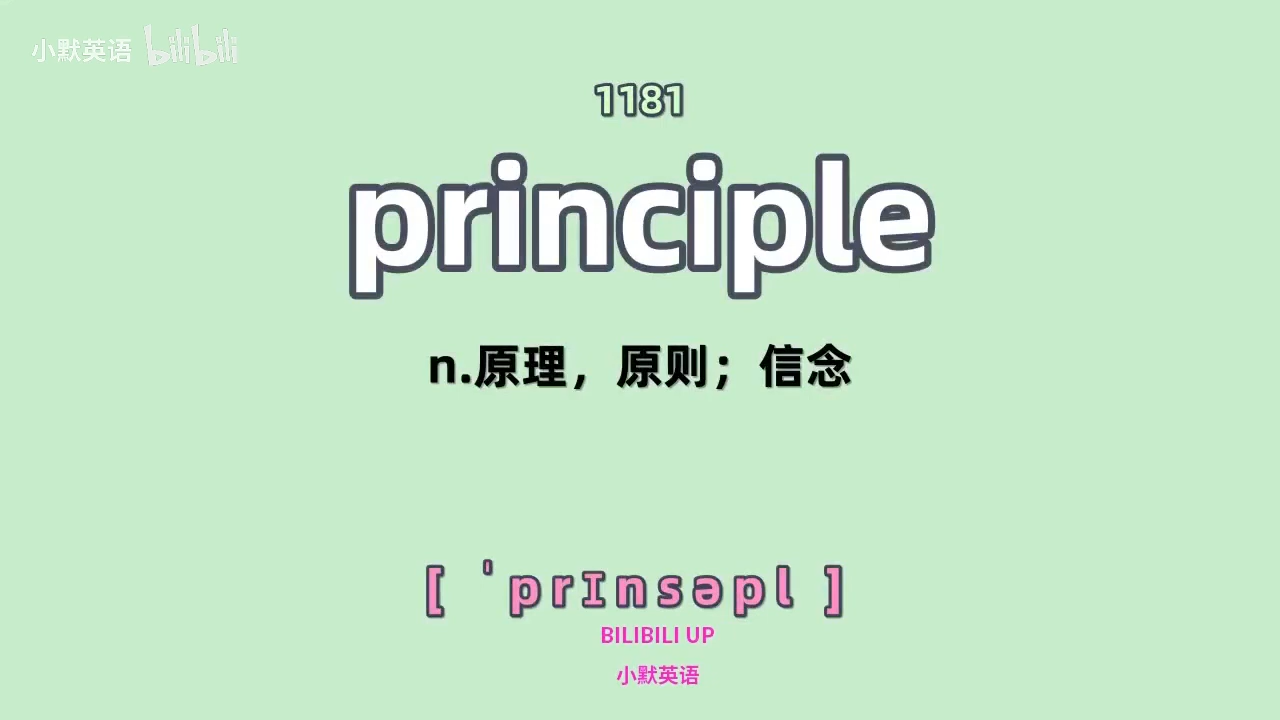 小默英语 bilibili
1181
principle
n.原理，原则；信念
[ ˈprɪnsəpl ]
BILIBILI UP
小默英语